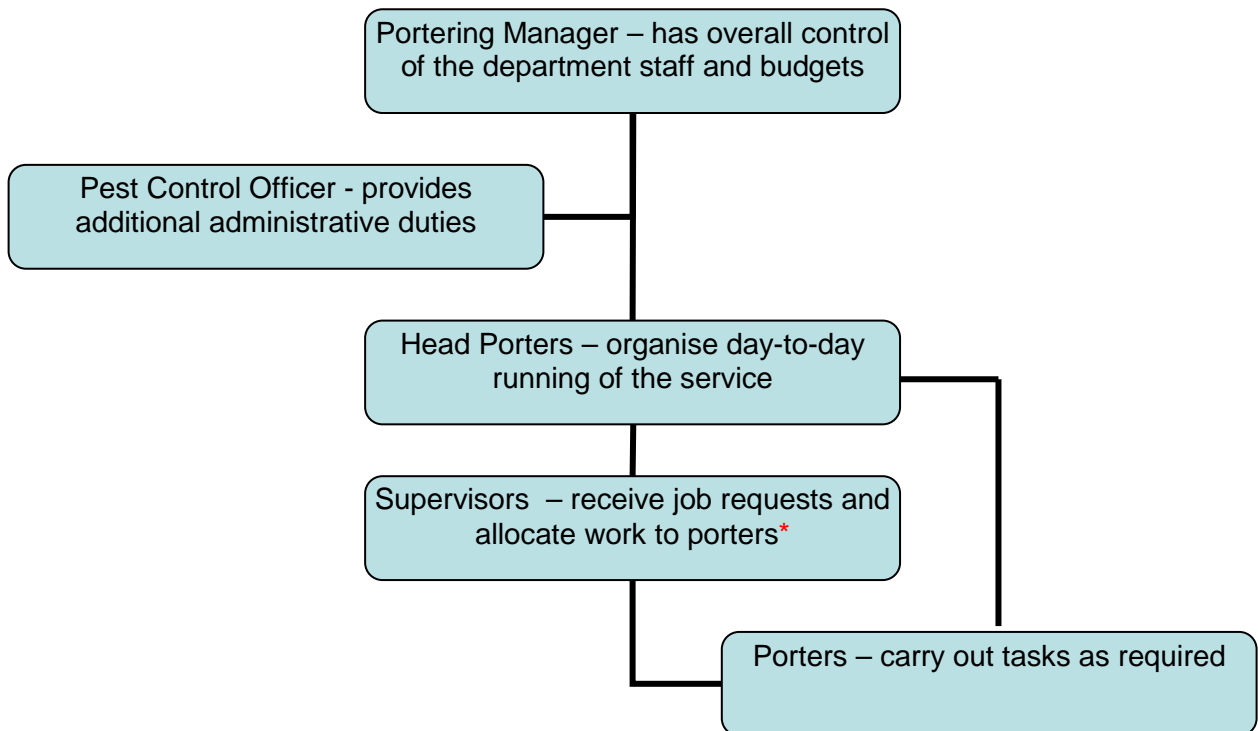 Portering Manager – has overall control
of the department staff and budgets
Pest Control Officer - provides
additional administrative duties
Head Porters – organise day-to-day
running of the service
Supervisors – receive job requests and
allocate work to porters*
Porters – carry out tasks as required